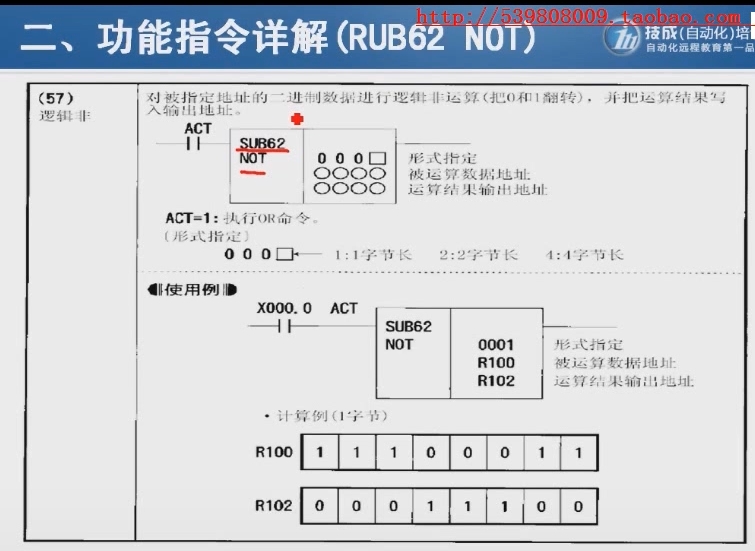 http://539808009.taobao.com
二、功能指令详解(RUB62 NOT)
技成(自动化)培
自动化远程教育第一品
(57)
逻辑非
对被指定地址的二进制数据进行逻辑非运算(把0和1翻转), 并把运算结果写
入输出地址。
ACT
SUB62
NOT
0 0 0
形式指定
被运算数据地址
运算结果输出地址
ACT=1: 执行OR命令。
(形式指定)
0 0 0
1:1字节长 2:2字节长 4:4字节长
使用例
X000.0 ACT
SUB62
NOT
0001
R100
R102
形式指定
被运算数据地址
运算结果输出地址
・计算例(1字节)
R100 1 1 1 0 0 0 1 1
R102 0 0 0 1 1 1 0 0